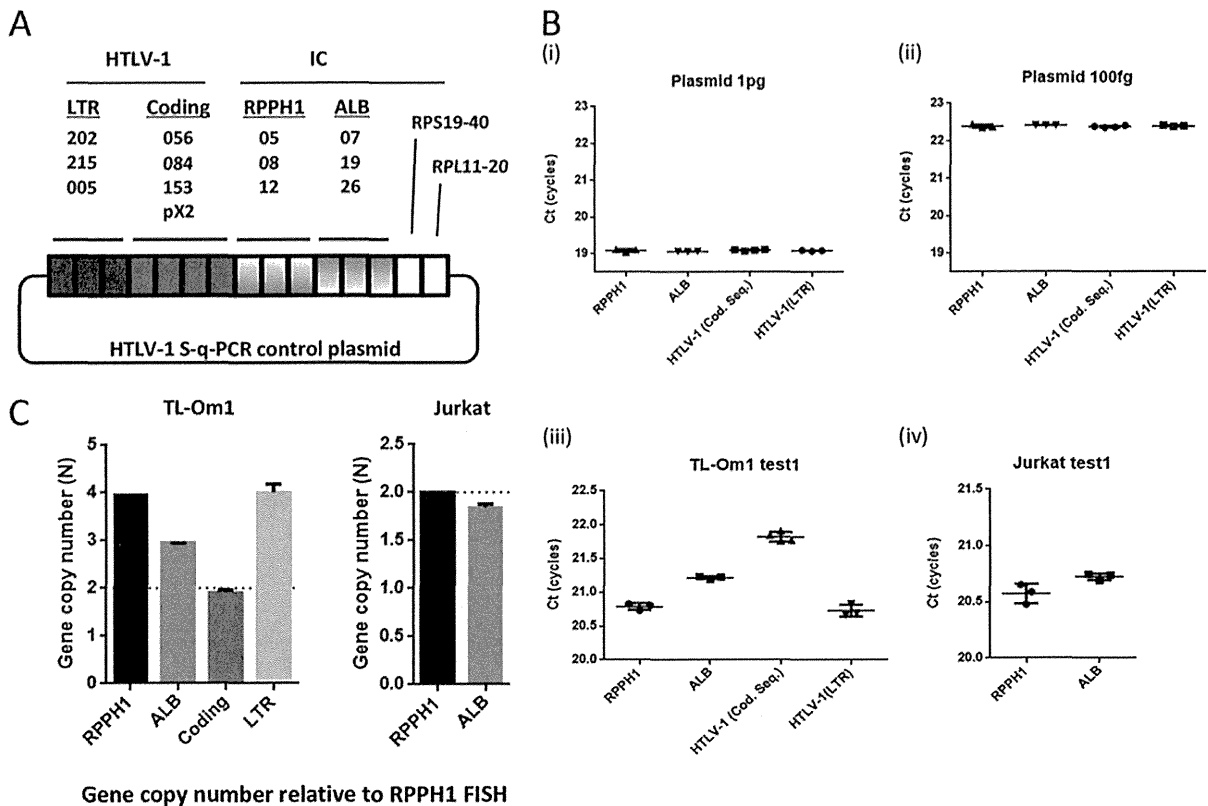 A
HTLV-1 IC
LTR Coding RPPH1 ALB
202 056 05 07
215 084 08 19
005 153 12 26
pX2
RPS19-40
RPL11-20
HTLV-1 S-q-PCR control plasmid
B
(i)
Plasmid 1pg
Ct (cycles)
23
22
21
20
19
RPPH1
ALB
HTLV-1 (Cod. Seq.)
HTLV-1(LTR)
(ii)
Plasmid 100fg
Ct (cycles)
23
22
21
20
19
RPPH1
ALB
HTLV-1 (Cod. Seq.)
HTLV-1(LTR)
C
TL-Om1
Gene copy number (N)
5
4
3
2
1
0
RPPH1
ALB
Coding
LTR
Jurkat
Gene copy number (N)
2.5
2.0
1.5
1.0
0.5
0.0
RPPH1
ALB
Gene copy number relative to RPPH1 FISH
(iii)
TL-Om1 test1
Ct (cycles)
22.5
22.0
21.5
21.0
20.5
20.0
RPPH1
ALB
HTLV-1 (Cod. Seq.)
HTLV-1(LTR)
(iv)
Jurkat test1
Ct (cycles)
21.5
21.0
20.5
20.0
RPPH1
ALB